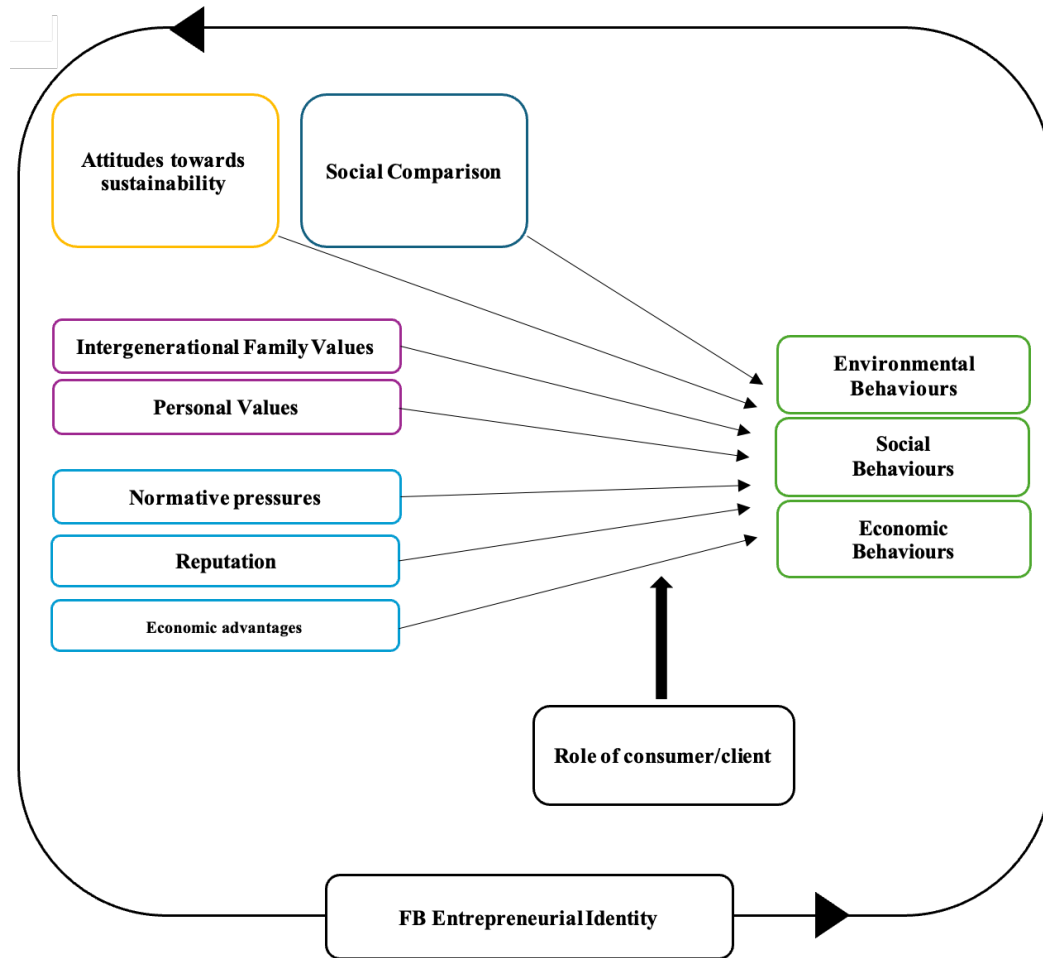 Attitudes towards
sustainability
Social Comparison
Intergenerational Family Values
Personal Values
Normative pressures
Reputation
Economic advantages
Environmental
Behaviours
Social
Behaviours
Economic
Behaviours
Role of consumer/client
FB Entrepreneurial Identity